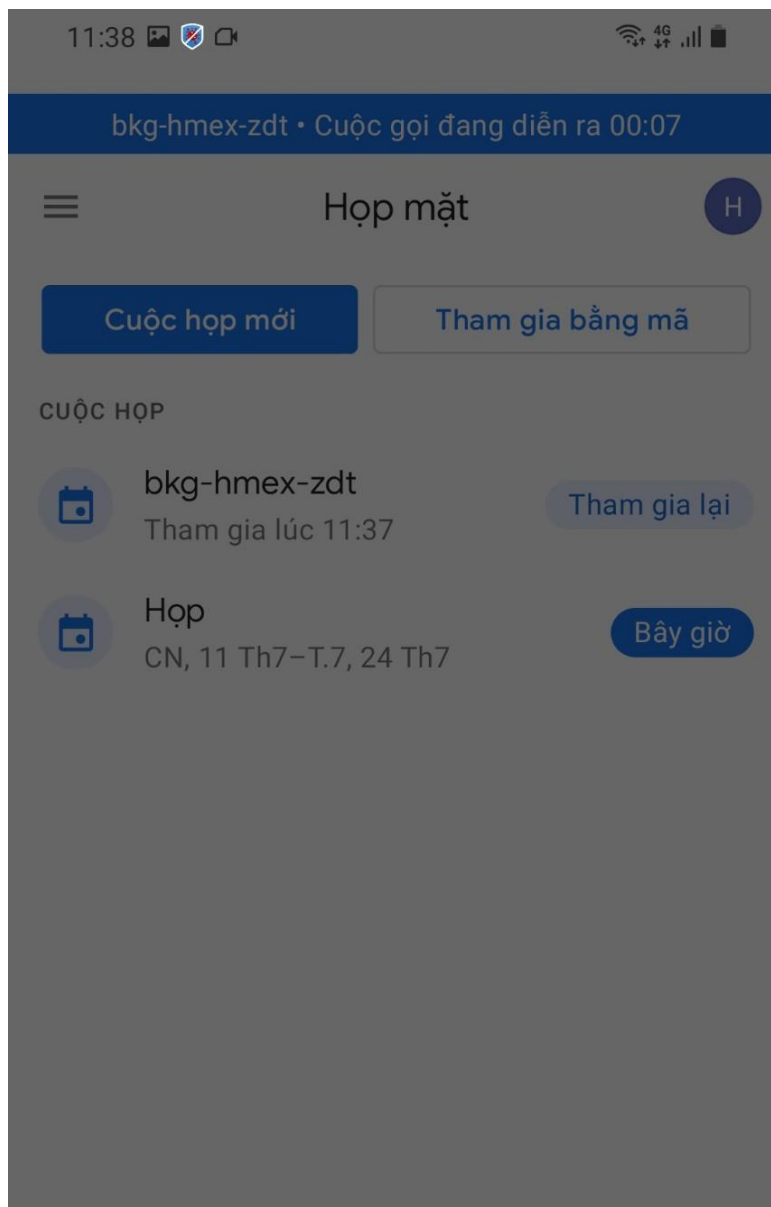 11:38 4G
bkg-hmex-zdt • Cuộc gọi đang diễn ra 00:07
Họp mặt H
Cuộc họp mới Tham gia bằng mã
CUỘC HỌP
bkg-hmex-zdt Tham gia lại
Tham gia lúc 11:37
Họp Bây giờ
CN, 11 Th7–T.7, 24 Th7